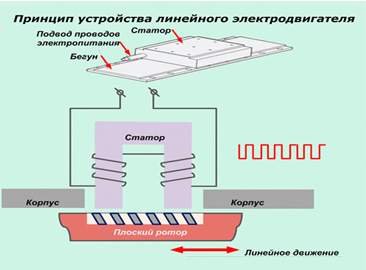 Принцип устройства линейного электродвигателя
Статор
Подвод проводов
электропитания
Бегун
Статор
Корпус
Корпус
Плоский ротор
Линейное движение